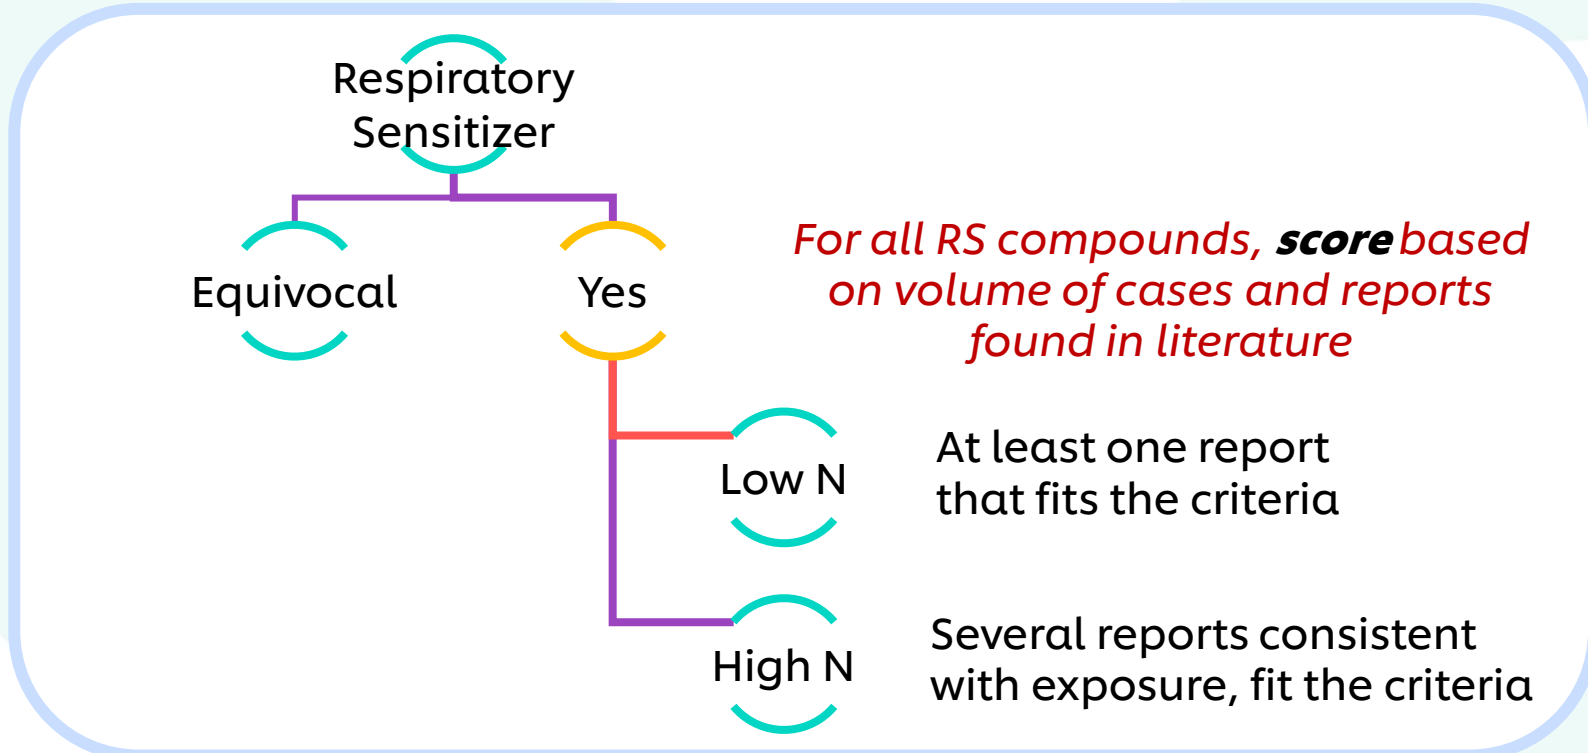 Respiratory
Sensitizer
Equivocal
Yes
For all RS compounds, score based
on volume of cases and reports
found in literature
Low N
At least one report
that fits the criteria
High N
Several reports consistent
with exposure, fit the criteria